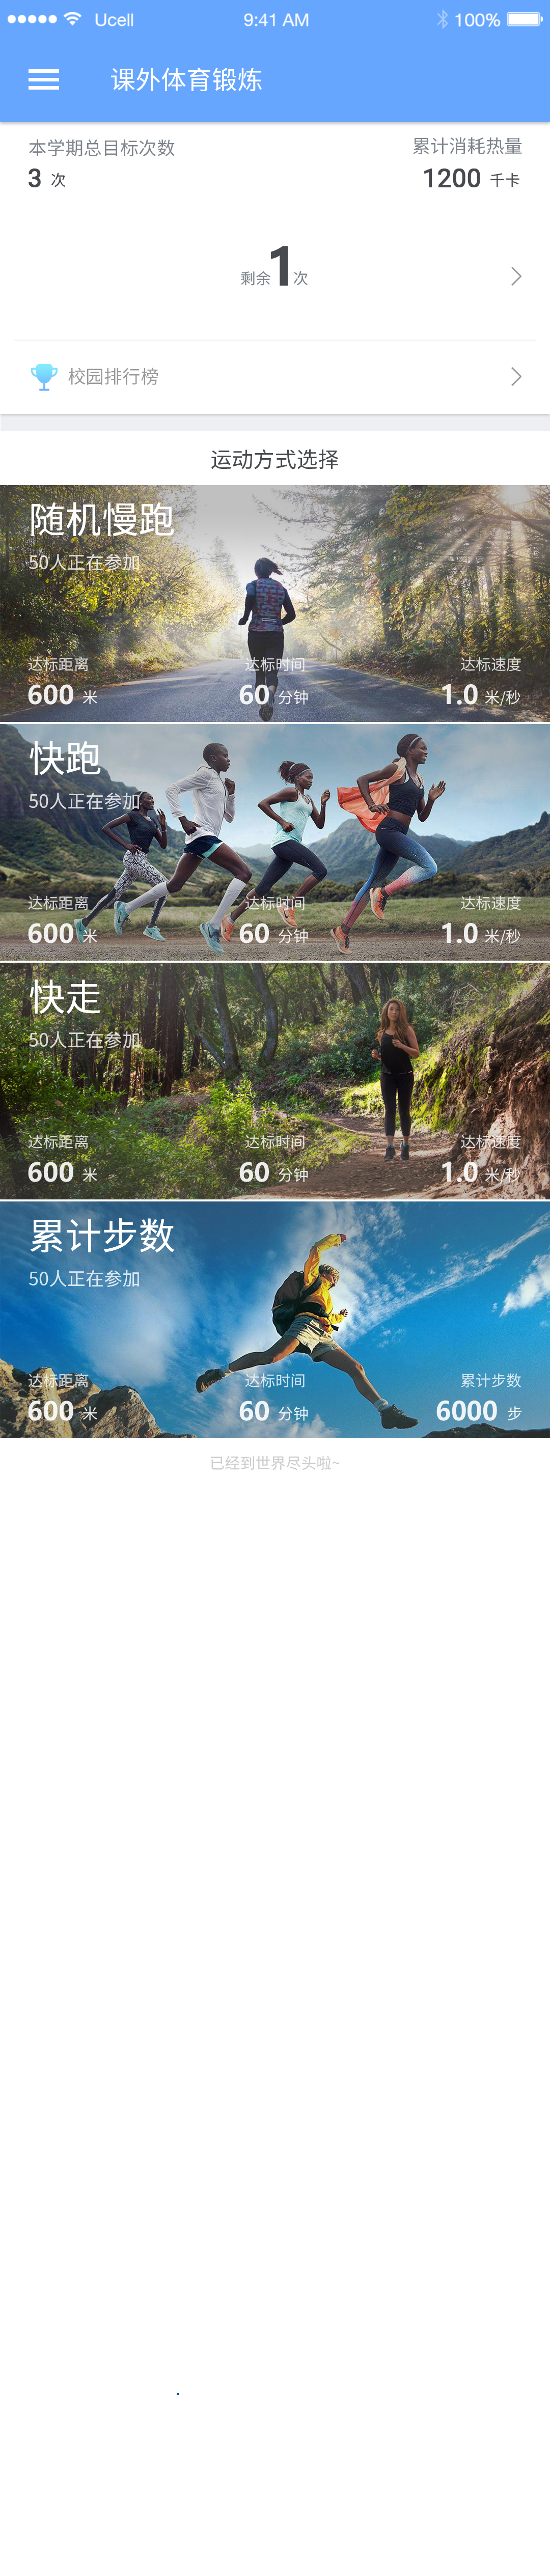 Ucell 9:41 AM 100%
课外体育锻炼
本学期总目标次数 累计消耗热量
3 次 1200 千卡
剩余 1 次
校园排行榜
运动方式选择
随机慢跑
50人正在参加
达标距离 达标时间 达标速度
600 米 60 分钟 1.0 米/秒
快跑
50人正在参加
达标距离 达标时间 达标速度
600 米 60 分钟 1.0 米/秒
快走
50人正在参加
达标距离 达标时间 达标速度
600 米 60 分钟 1.0 米/秒
累计步数
50人正在参加
达标距离 达标时间 累计步数
600 米 60 分钟 6000 步
已经到世界尽头啦~